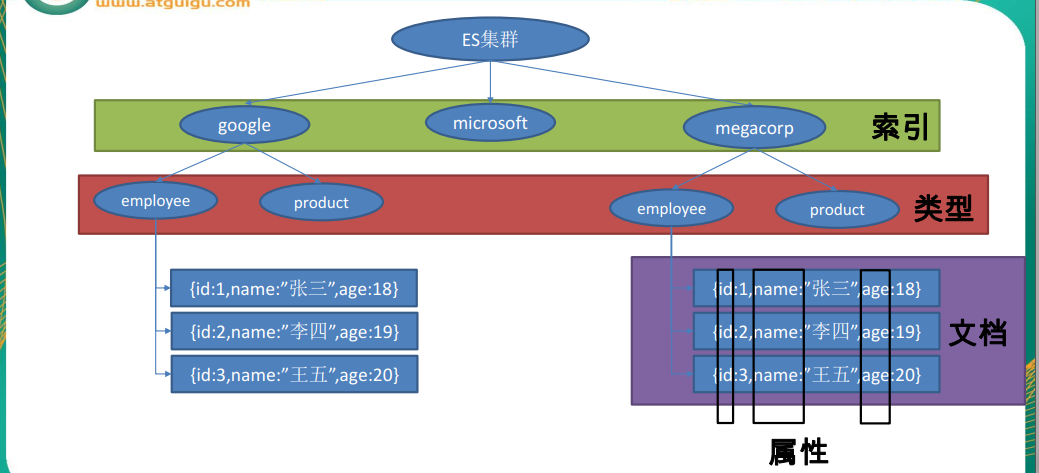 www.atguigu.com
ES集群
google
microsoft
megacorp
索引
employee
product
employee
product
类型
{id:1,name:”张三”,age:18}
{id:2,name:”李四”,age:19}
{id:3,name:”王五”,age:20}
{id:1,name:”张三”,age:18}
{id:2,name:”李四”,age:19}
{id:3,name:”王五”,age:20}
文档
属性